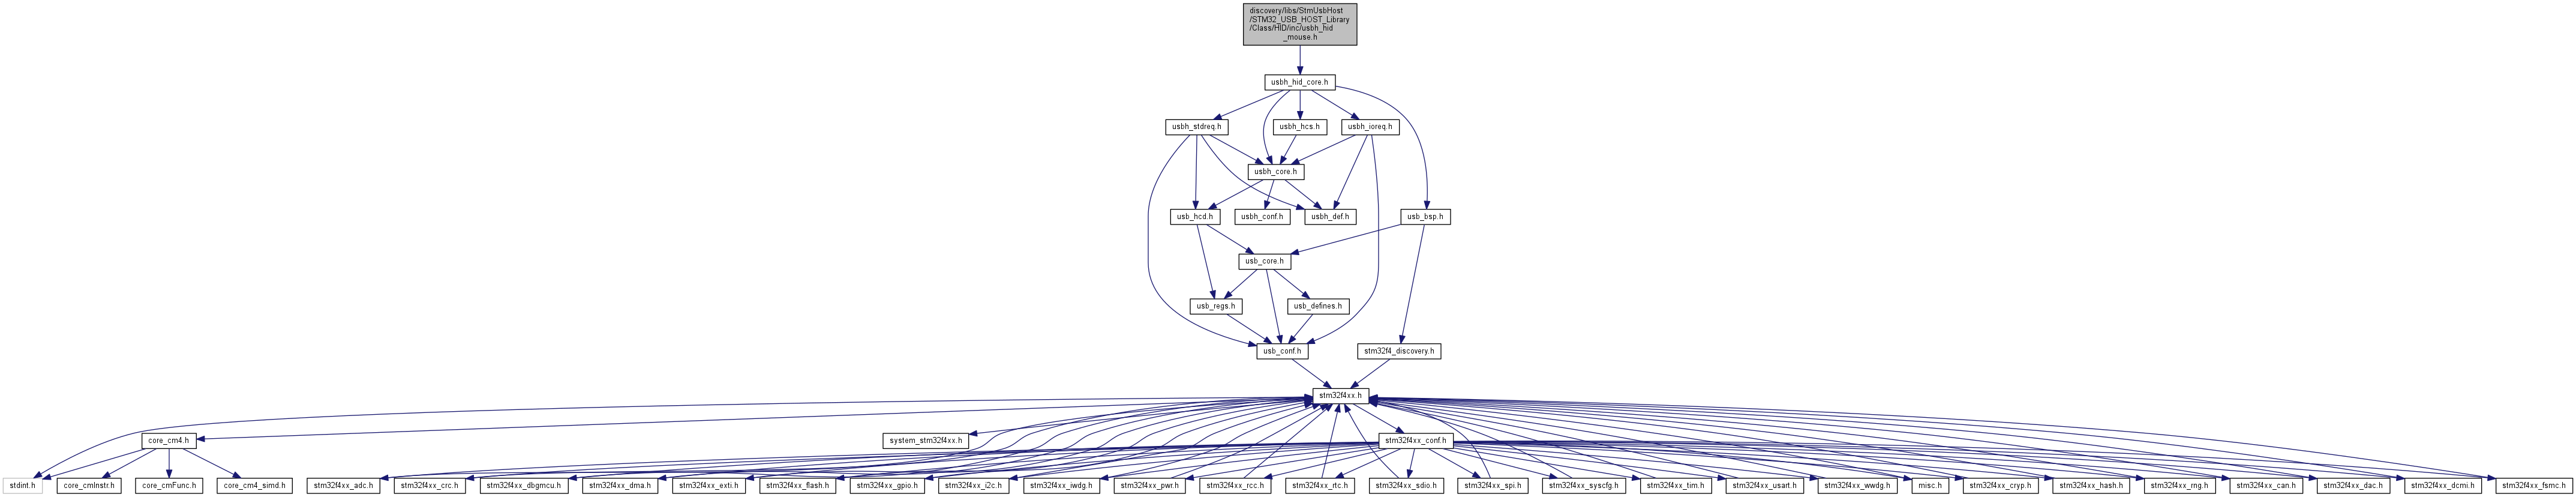 discovery/libs/StmUsbHost
/STM32_USB_HOST_Library
/Class/HID/inc/usbh_hid
_mouse.h
usbh_hid_core.h
usbh_stdreq.h
usbh_hcs.h
usbh_ioreq.h
usbh_core.h
usb_hcd.h
usbh_conf.h
usbh_def.h
usb_bsp.h
usb_core.h
usb_regs.h
usb_defines.h
usb_conf.h
stm32f4_discovery.h
stm32f4xx.h
core_cm4.h
system_stm32f4xx.h
stm32f4xx_conf.h
stdint.h
core_cmInstr.h
core_cmFunc.h
core_cm4_simd.h
stm32f4xx_adc.h
stm32f4xx_crc.h
stm32f4xx_dbgmcu.h
stm32f4xx_dma.h
stm32f4xx_exti.h
stm32f4xx_flash.h
stm32f4xx_gpio.h
stm32f4xx_i2c.h
stm32f4xx_iwdg.h
stm32f4xx_pwr.h
stm32f4xx_rcc.h
stm32f4xx_rtc.h
stm32f4xx_sdio.h
stm32f4xx_spi.h
stm32f4xx_syscfg.h
stm32f4xx_tim.h
stm32f4xx_usart.h
stm32f4xx_wwdg.h
misc.h
stm32f4xx_cryp.h
stm32f4xx_hash.h
stm32f4xx_rng.h
stm32f4xx_can.h
stm32f4xx_dac.h
stm32f4xx_dcmi.h
stm32f4xx_fsmc.h